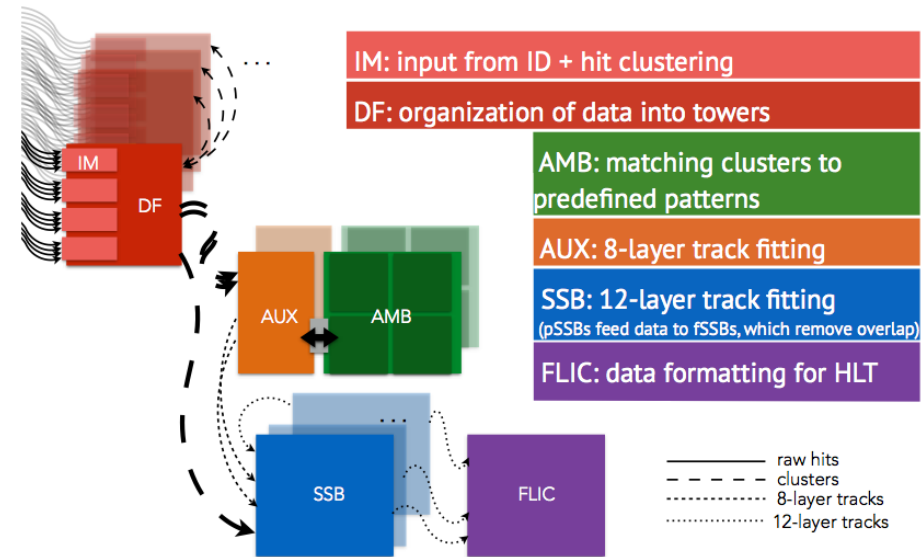 IM: input from ID + hit clustering
DF: organization of data into towers
AMB: matching clusters to
predefined patterns
AUX: 8-layer track fitting
SSB: 12-layer track fitting
(pSSBs feed data to fSSBs, which remove overlap)
FLIC: data formatting for HLT
...
IM
DF
AUX
AMB
...
SSB
FLIC
raw hits
clusters
8-layer tracks
12-layer tracks